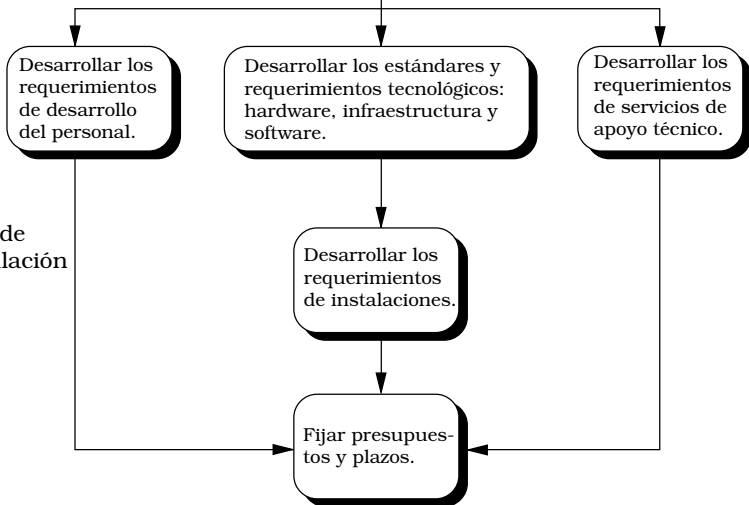 Desarrollar los
requerimientos
de desarrollo
del personal.
Desarrollar los estándares y
requerimientos tecnológicos:
hardware, infraestructura y
software.
Desarrollar los
requerimientos
de servicios de
apoyo técnico.
de
lación
Desarrollar los
requerimientos
de instalaciones.
Fijar presupues-
tos y plazos.